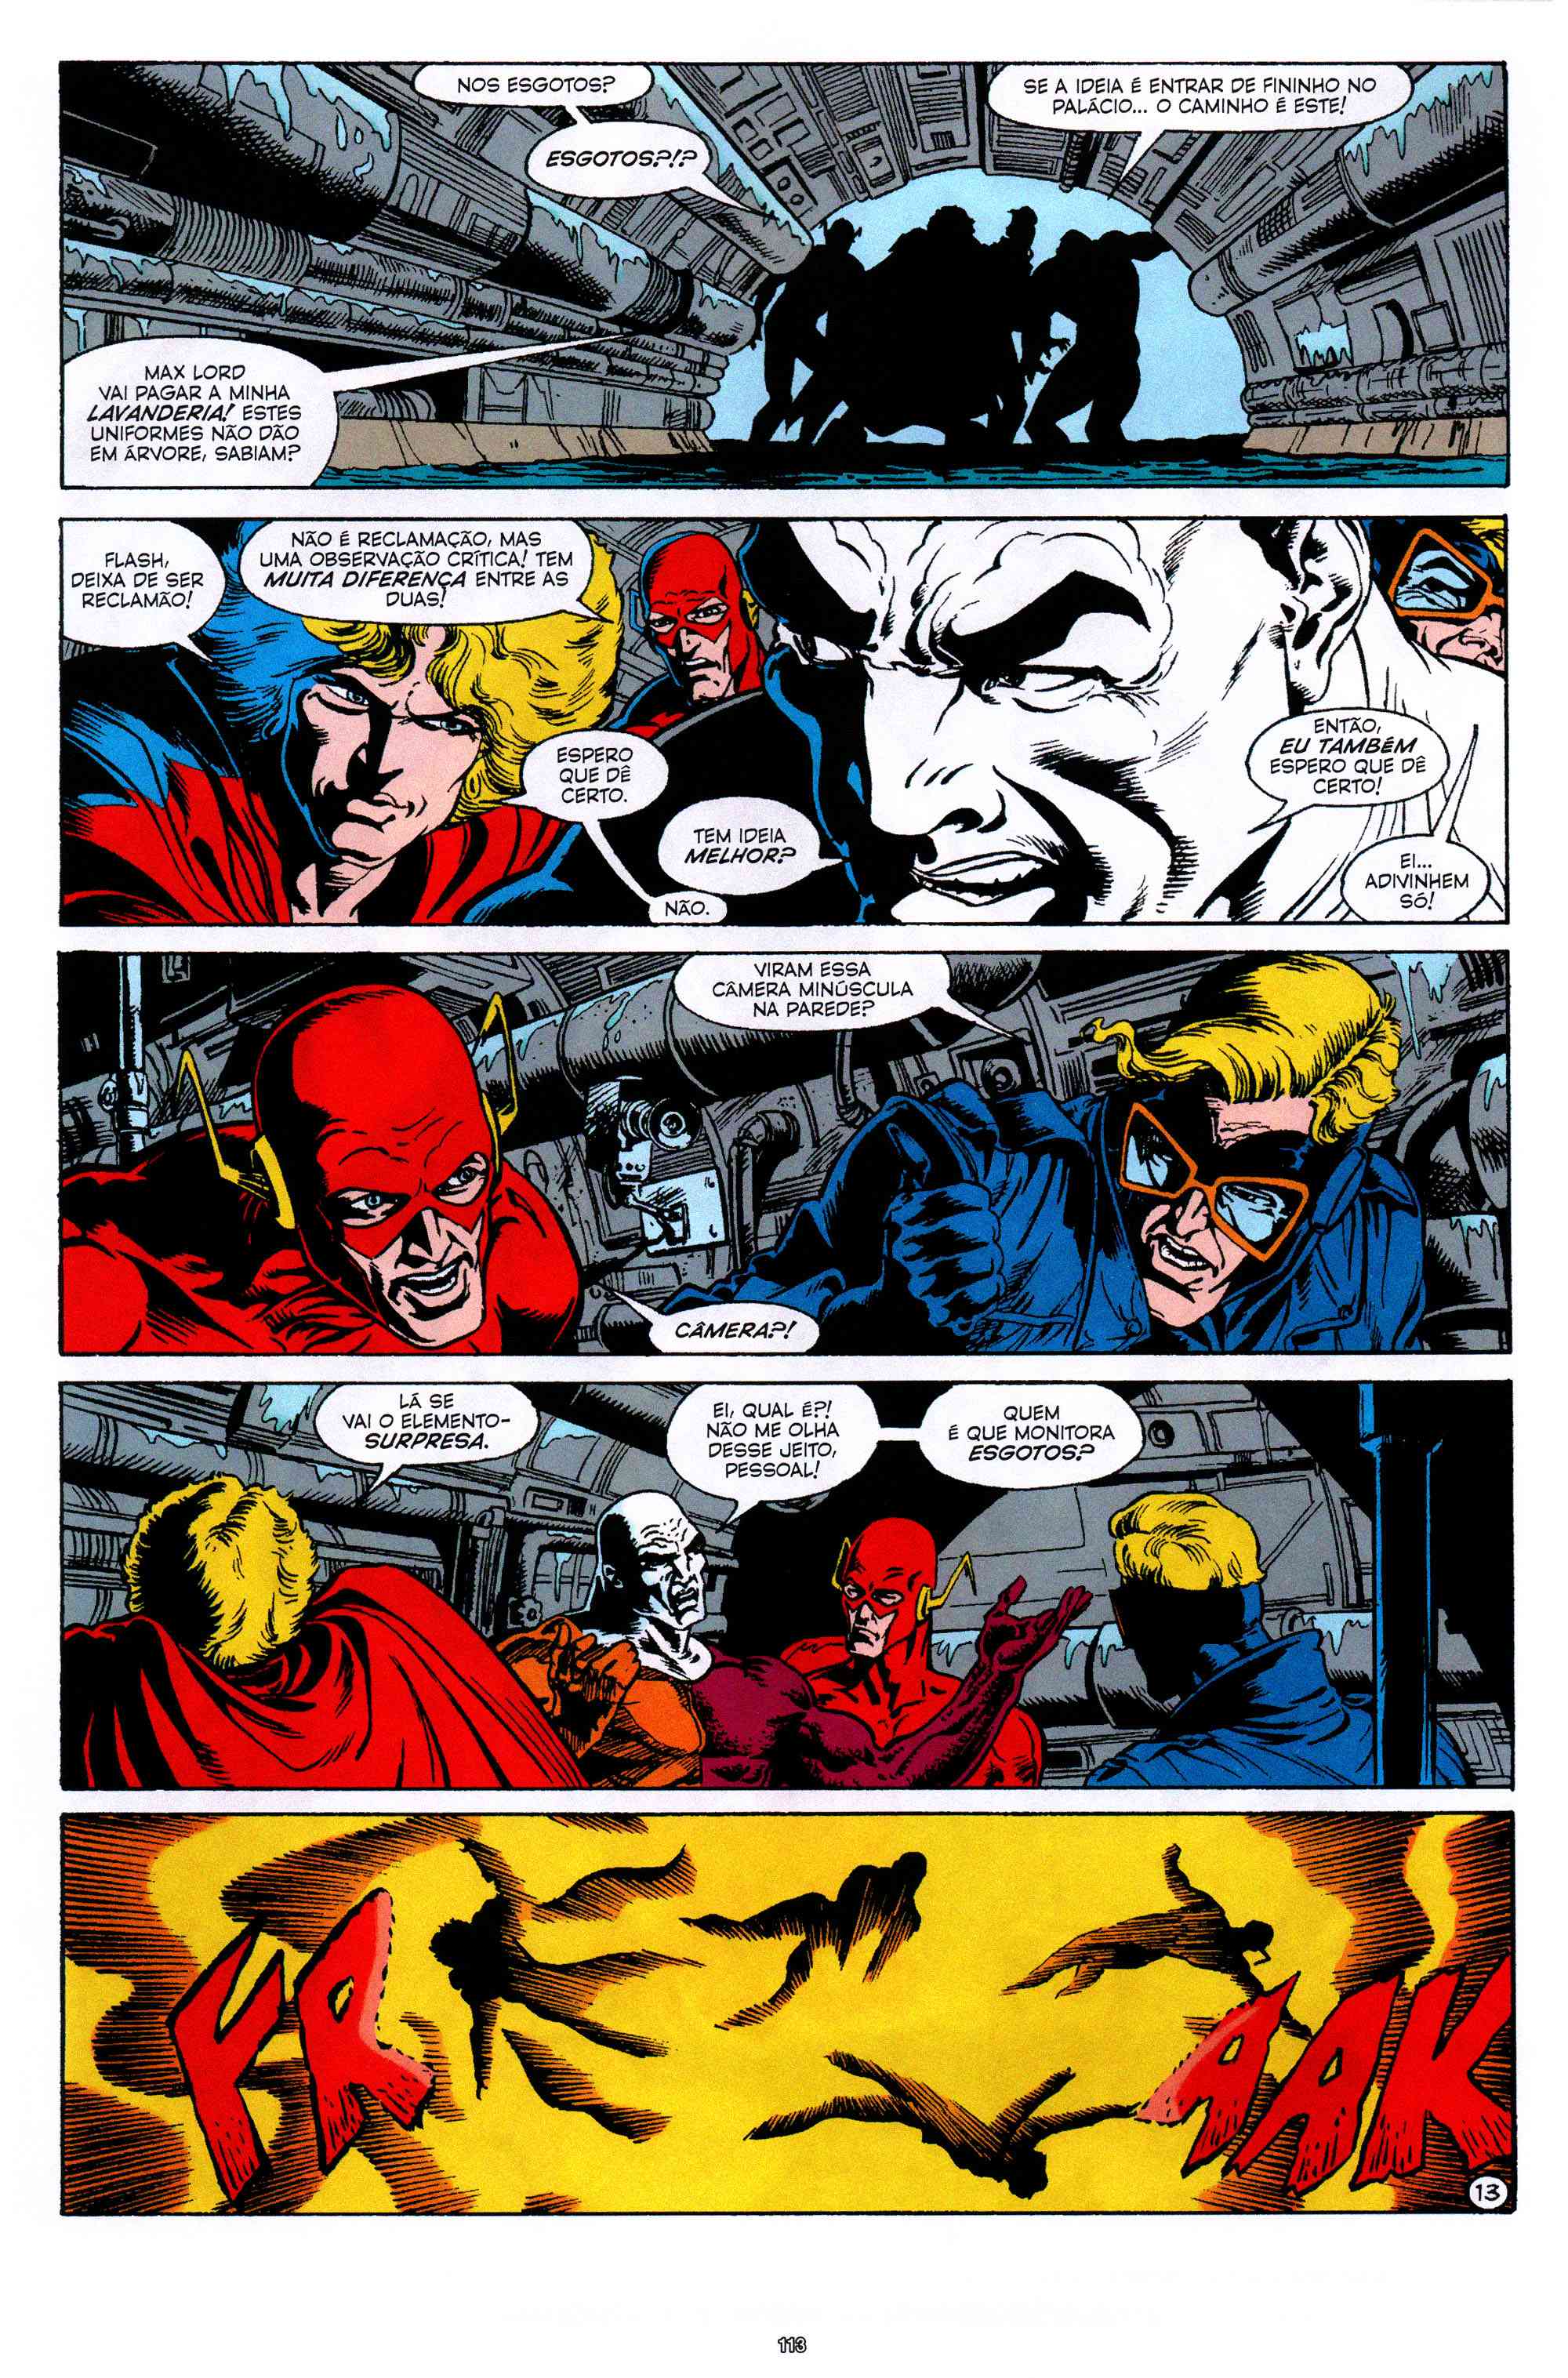 NOS ESGOTOS?
ESGOTOS?!?
SE A IDEIA É ENTRAR DE FININHO NO
PALÁCIO... O CAMINHO É ESTE!
MAX LORD
VAI PAGAR A MINHA
LAVANDERIA! ESTES
UNIFORMES NÃO DÃO
EM ÁRVORE, SABIAM?
FLASH,
DEIXA DE SER
RECLAMÃO!
NÃO É RECLAMAÇÃO, MAS
UMA OBSERVAÇÃO CRÍTICA! TEM
MUITA DIFERENÇA ENTRE AS
DUAS!
ESPERO
QUE DÊ
CERTO.
TEM IDEIA
MELHOR?
NÃO.
ENTÃO,
EU TAMBÉM
ESPERO QUE DÊ
CERTO!
EI...
ADIVINHEM
SÓ!
VIRAM ESSA
CÂMERA MINÚSCULA
NA PAREDE?
CÂMERA?!
LÁ SE
VAI O ELEMENTO-
SURPRESA.
EI, QUAL É?!
NÃO ME OLHA
DESSE JEITO,
PESSOAL!
QUEM
É QUE MONITORA
ESGOTOS?
FRAAAK
13
113